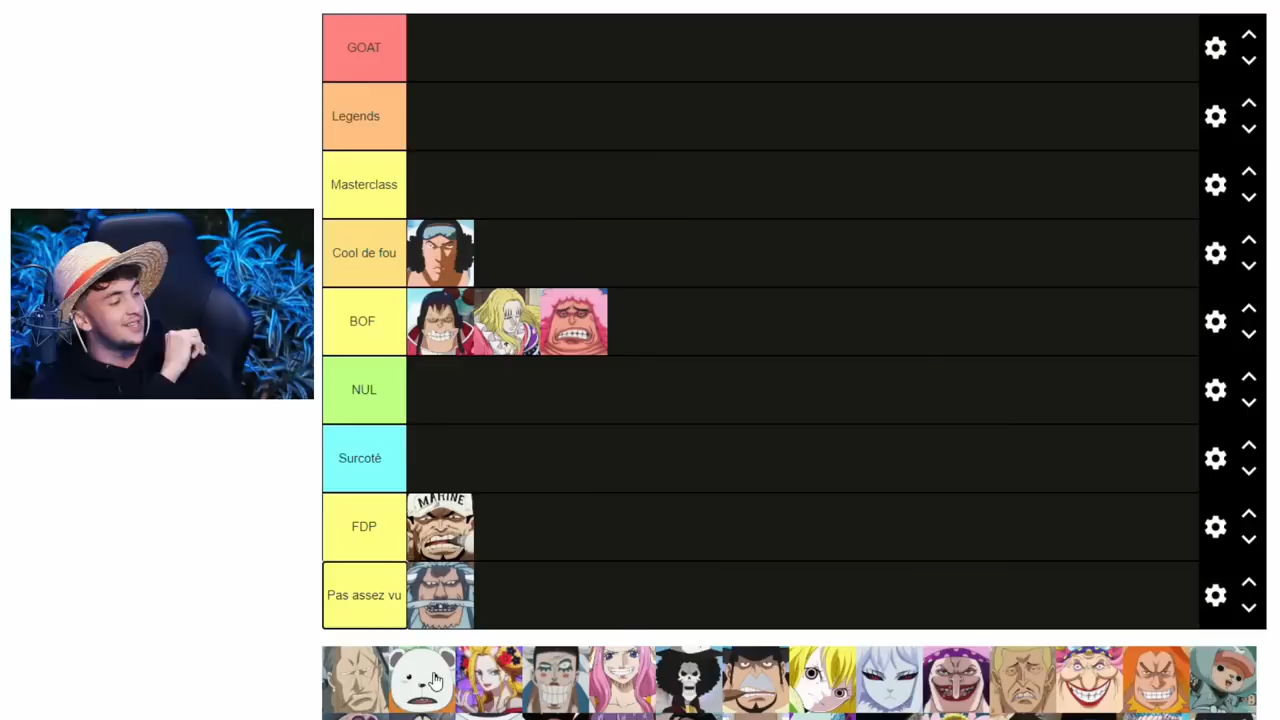 GOAT
Legends
Masterclass
Cool de fou
BOF
NUL
Surcoté
FDP
MARINE
Pas assez vu